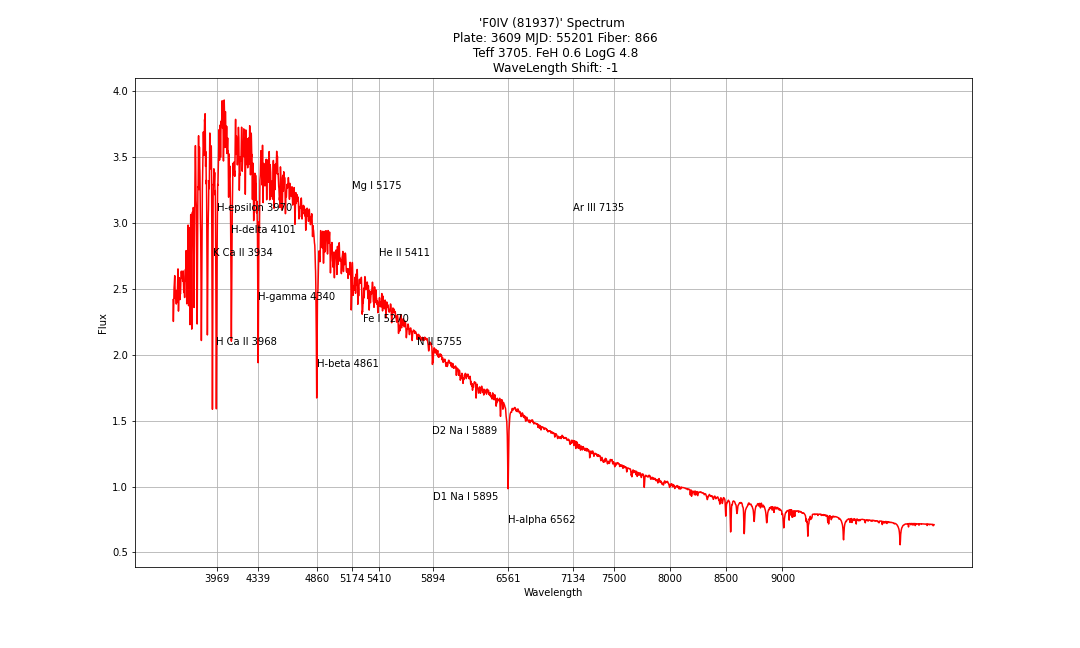 'F0IV (81937)' Spectrum
Plate: 3609 MJD: 55201 Fiber: 866
Teff 3705. FeH 0.6 LogG 4.8
WaveLength Shift: -1
4.0
3.5
3.0
2.5
2.0
1.5
1.0
0.5
Flux
Mg I 5175
H-epsilon 3970
Ar III 7135
H-delta 4101
K Ca II 3934
He II 5411
H-gamma 4340
Fe I 5270
H Ca II 3968
N II 5755
H-beta 4861
D2 Na I 5889
D1 Na I 5895
H-alpha 6562
3969 4339 4860 5174 5410 5894 6561 7134 7500 8000 8500 9000
Wavelength